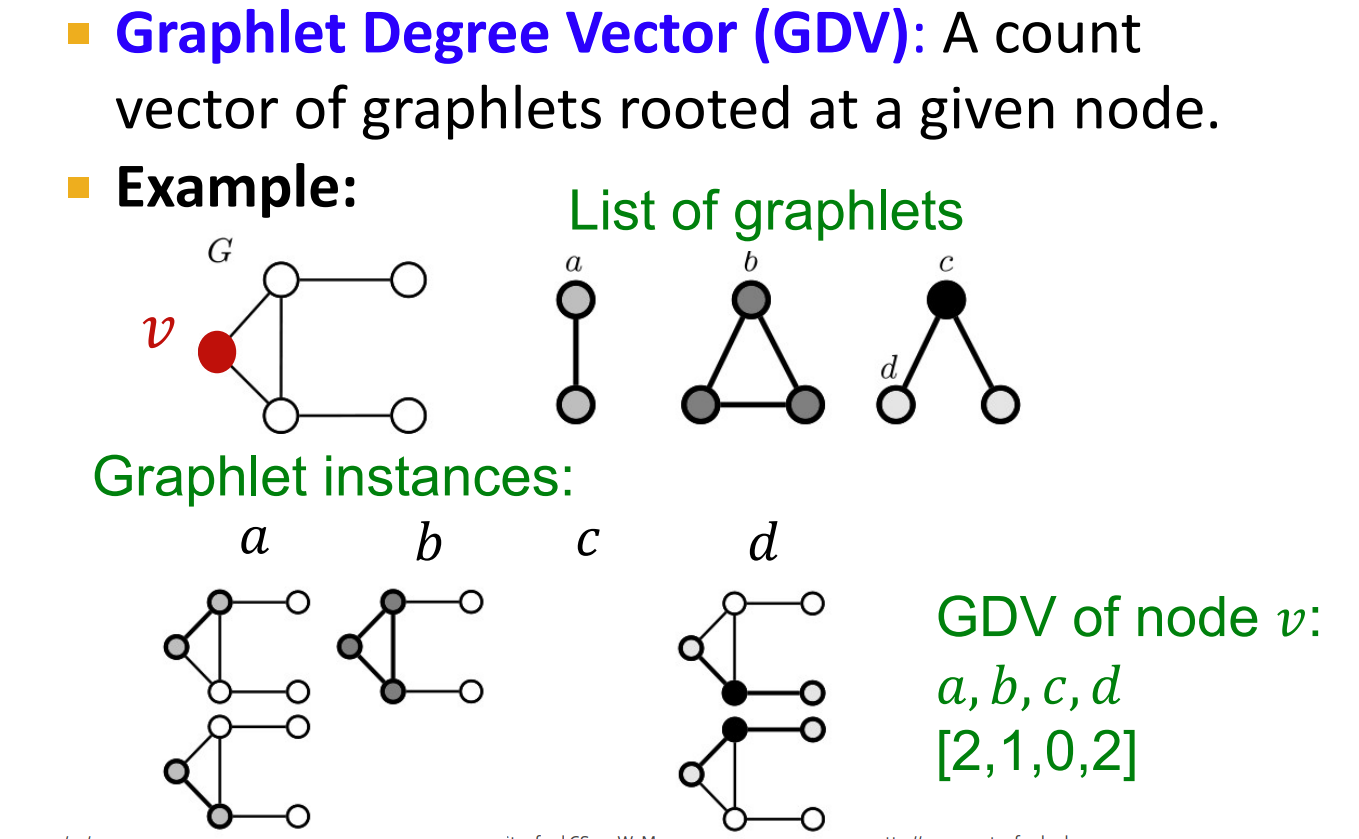 Graphlet Degree Vector (GDV): A count
vector of graphlets rooted at a given node.
Example:
List of graphlets
G
a
b
c
v
d
Graphlet instances:
a b c d
GDV of node v:
a, b, c, d
[2,1,0,2]